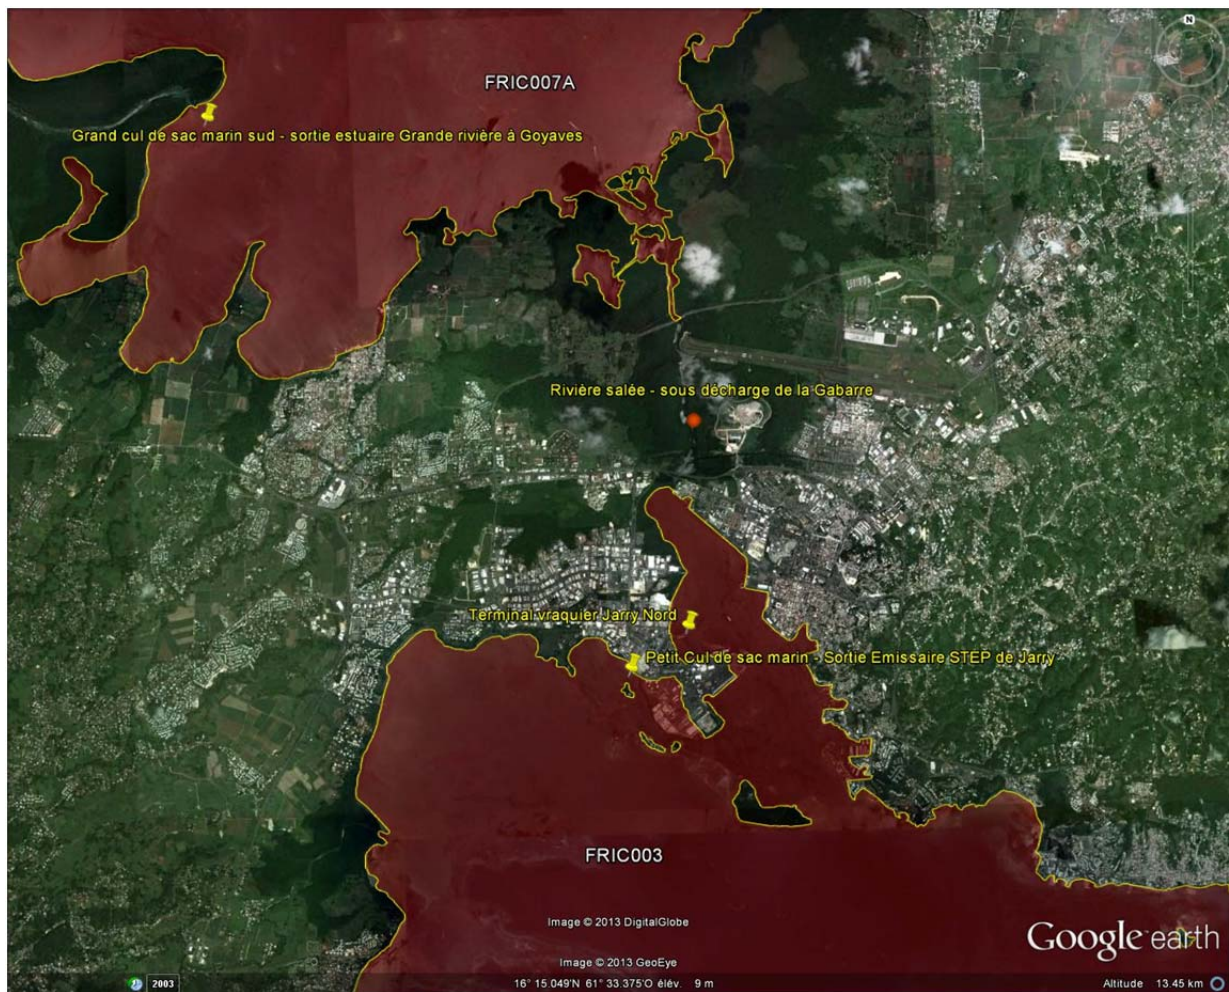 N
FRIC007A
Grand cul de sac marin sud - sortie estuaire Grande rivière à Goyaves
Rivière salée - sous décharge de la Gabarre
Terminal vraquier Jarry Nord
Petit Cul de sac marin - Sortie Emissaire STEP de Jarry
FRIC003
Image © 2013 DigitalGlobe
Google earth
Image © 2013 GeoEye
2003
16° 15.049'N 61° 33.375'O élév. 9 m
Altitude 13.45 km